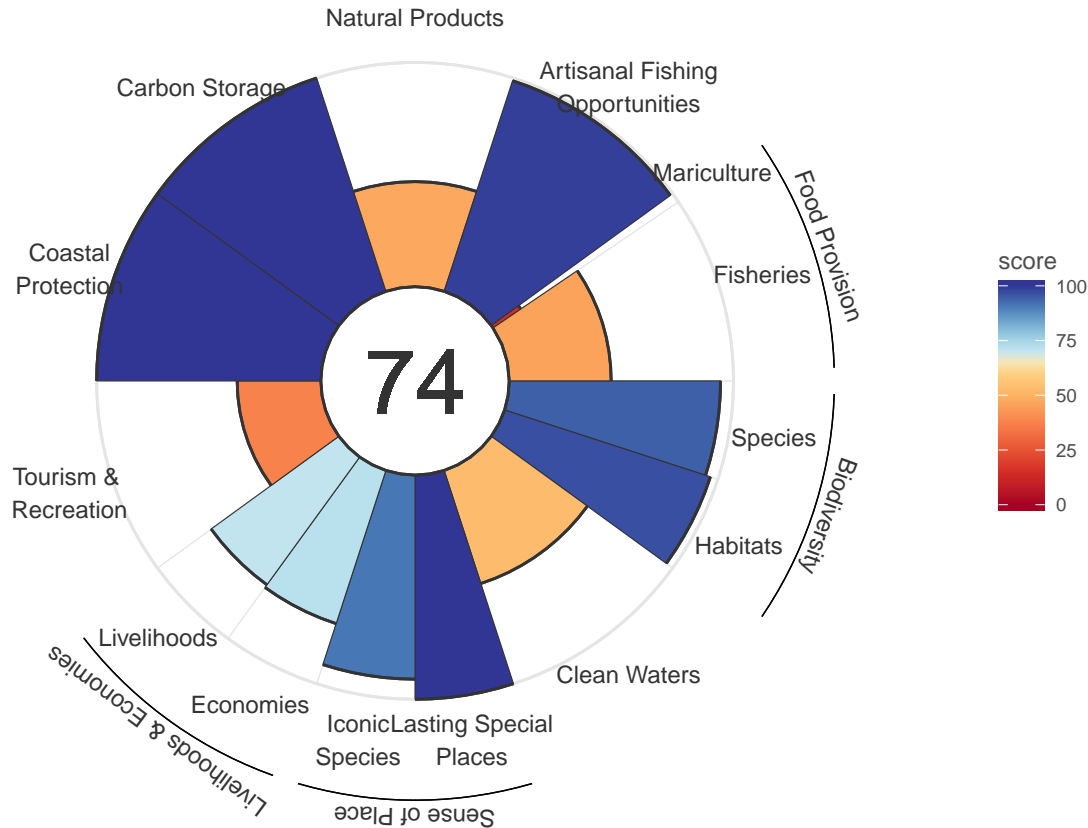 Natural Products
Artisanal Fishing
Opportunities
Carbon Storage
Mariculture
Food Provision
Coastal
Protection
Fisheries
score
100
75
50
25
0
74
Species
Biodiversity
Tourism &
Recreation
Habitats
Livelihoods
Clean Waters
Livelihoods & Economies
Economies
Iconic
Species
Lasting Special
Places
Sense of Place